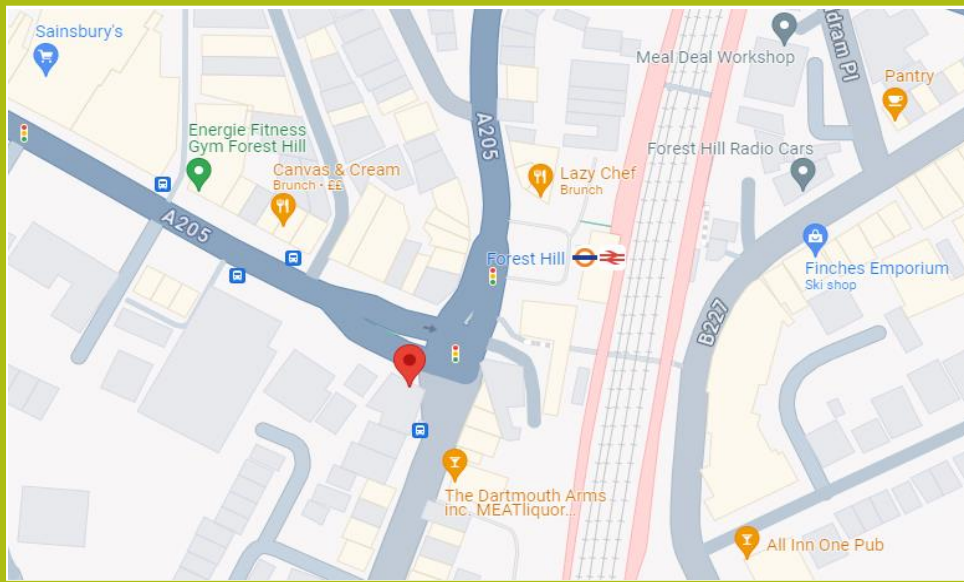 Sainsbury's
Meal Deal Workshop
Pantry
A205
Energie Fitness
Gym Forest Hill
Canvas & Cream
Brunch · ££
Lazy Chef
Brunch
Forest Hill Radio Cars
A205
Forest Hill
Finches Emporium
Ski shop
B227
The Dartmouth Arms
inc. MEATliquor...
All Inn One Pub